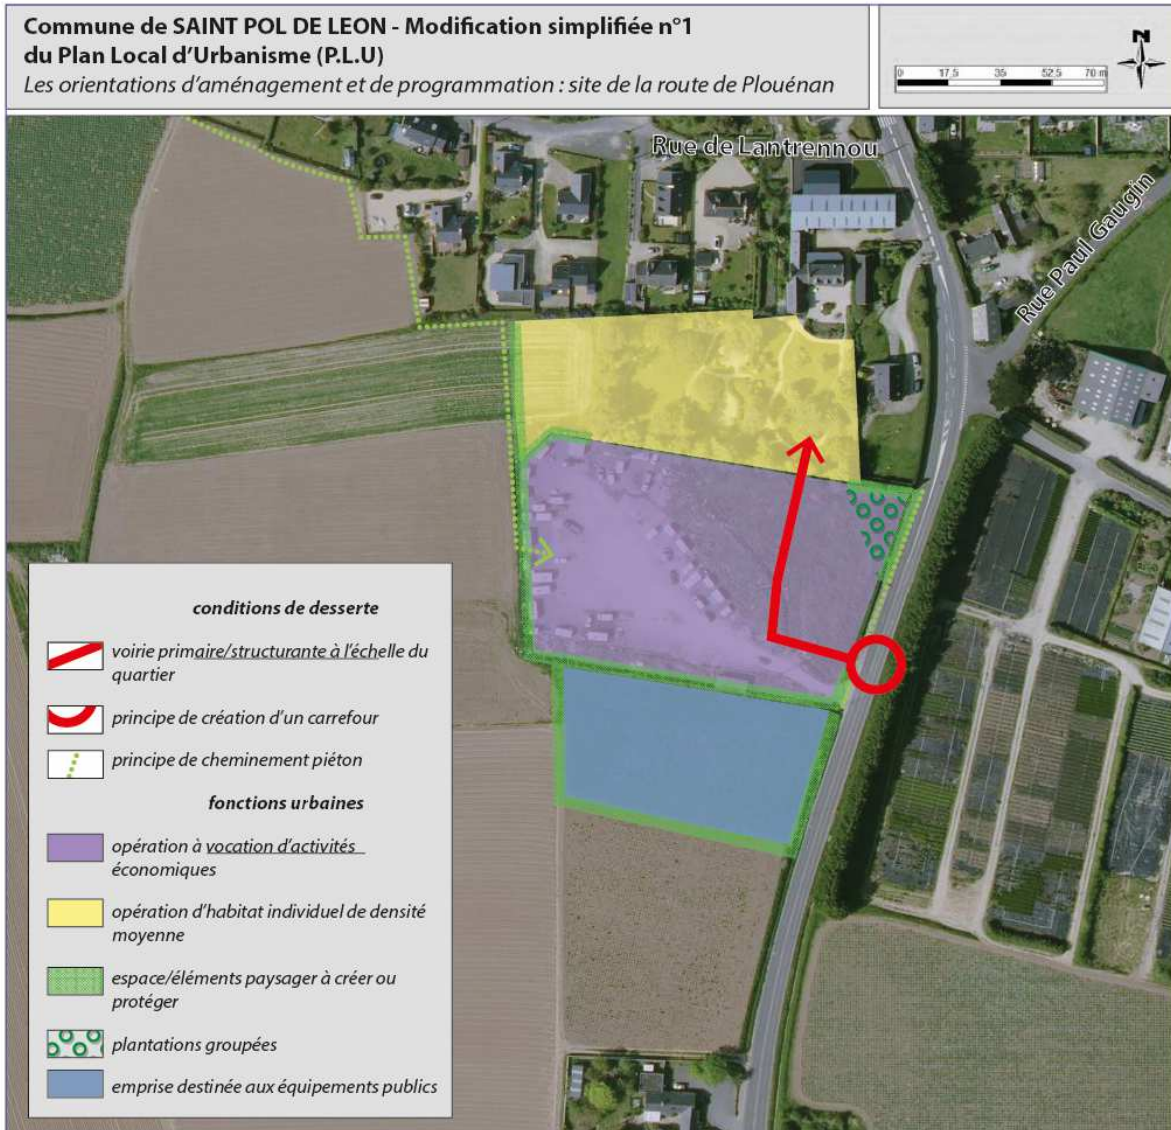 Commune de SAINT POL DE LEON - Modification simplifiée n°1
du Plan Local d'Urbanisme (P.L.U)
Les orientations d'aménagement et de programmation : site de la route de Plouénan
N
0 17,5 35 52,5 70 m
Rue de Lantrennou
Rue Paul Gaugin
conditions de desserte
voirie primaire/structurante à l'échelle du
quartier
principe de création d'un carrefour
principe de cheminement piéton
fonctions urbaines
opération à vocation d'activités
économiques
opération d'habitat individuel de densité
moyenne
espace/éléments paysager à créer ou
protéger
plantations groupées
emprise destinée aux équipements publics